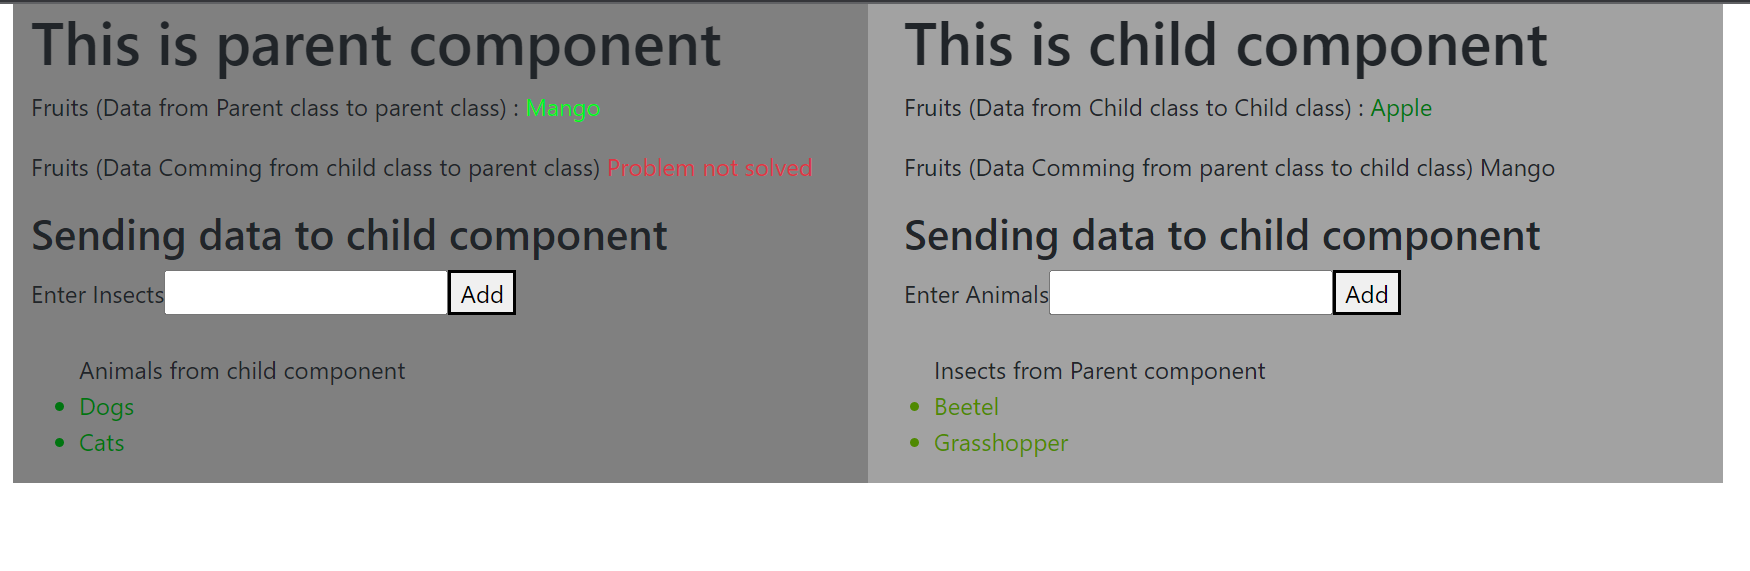 This is parent component
Fruits (Data from Parent class to parent class) : Mango
Fruits (Data Comming from child class to parent class) Problem not solved
Sending data to child component
Enter Insects Add
Animals from child component
Dogs
Cats
This is child component
Fruits (Data from Child class to Child class) : Apple
Fruits (Data Comming from parent class to child class) Mango
Sending data to child component
Enter Animals Add
Insects from Parent component
Beetel
Grasshopper